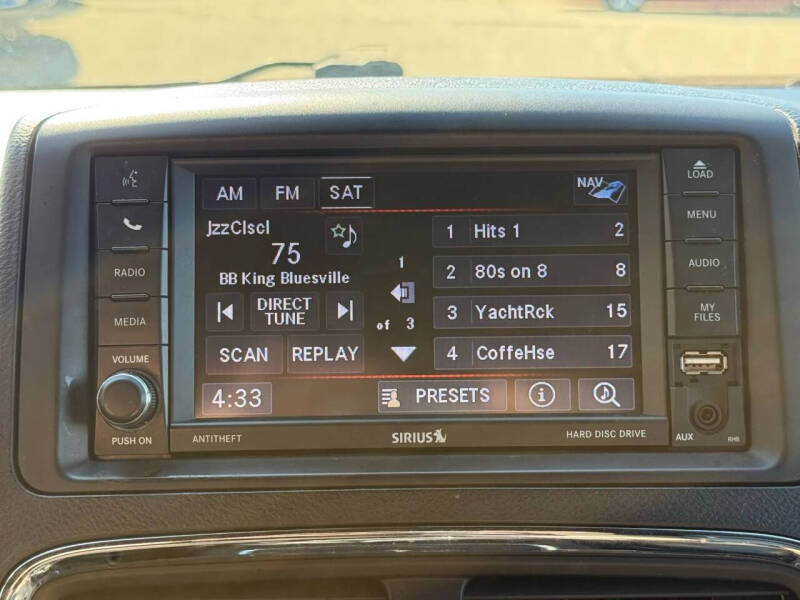 AM FM SAT NAV
JzzClscl
75
BB King Bluesville
DIRECT
TUNE
SCAN REPLAY
4:33
1
of 3
1 Hits 1 2
2 80s on 8 8
3 YachtRck 15
4 CoffeHse 17
PRESETS i
RADIO
MEDIA
VOLUME
PUSH ON
ANTITHEFT
SIRIUS
HARD DISC DRIVE
LOAD
MENU
AUDIO
MY
FILES
AUX
RHB